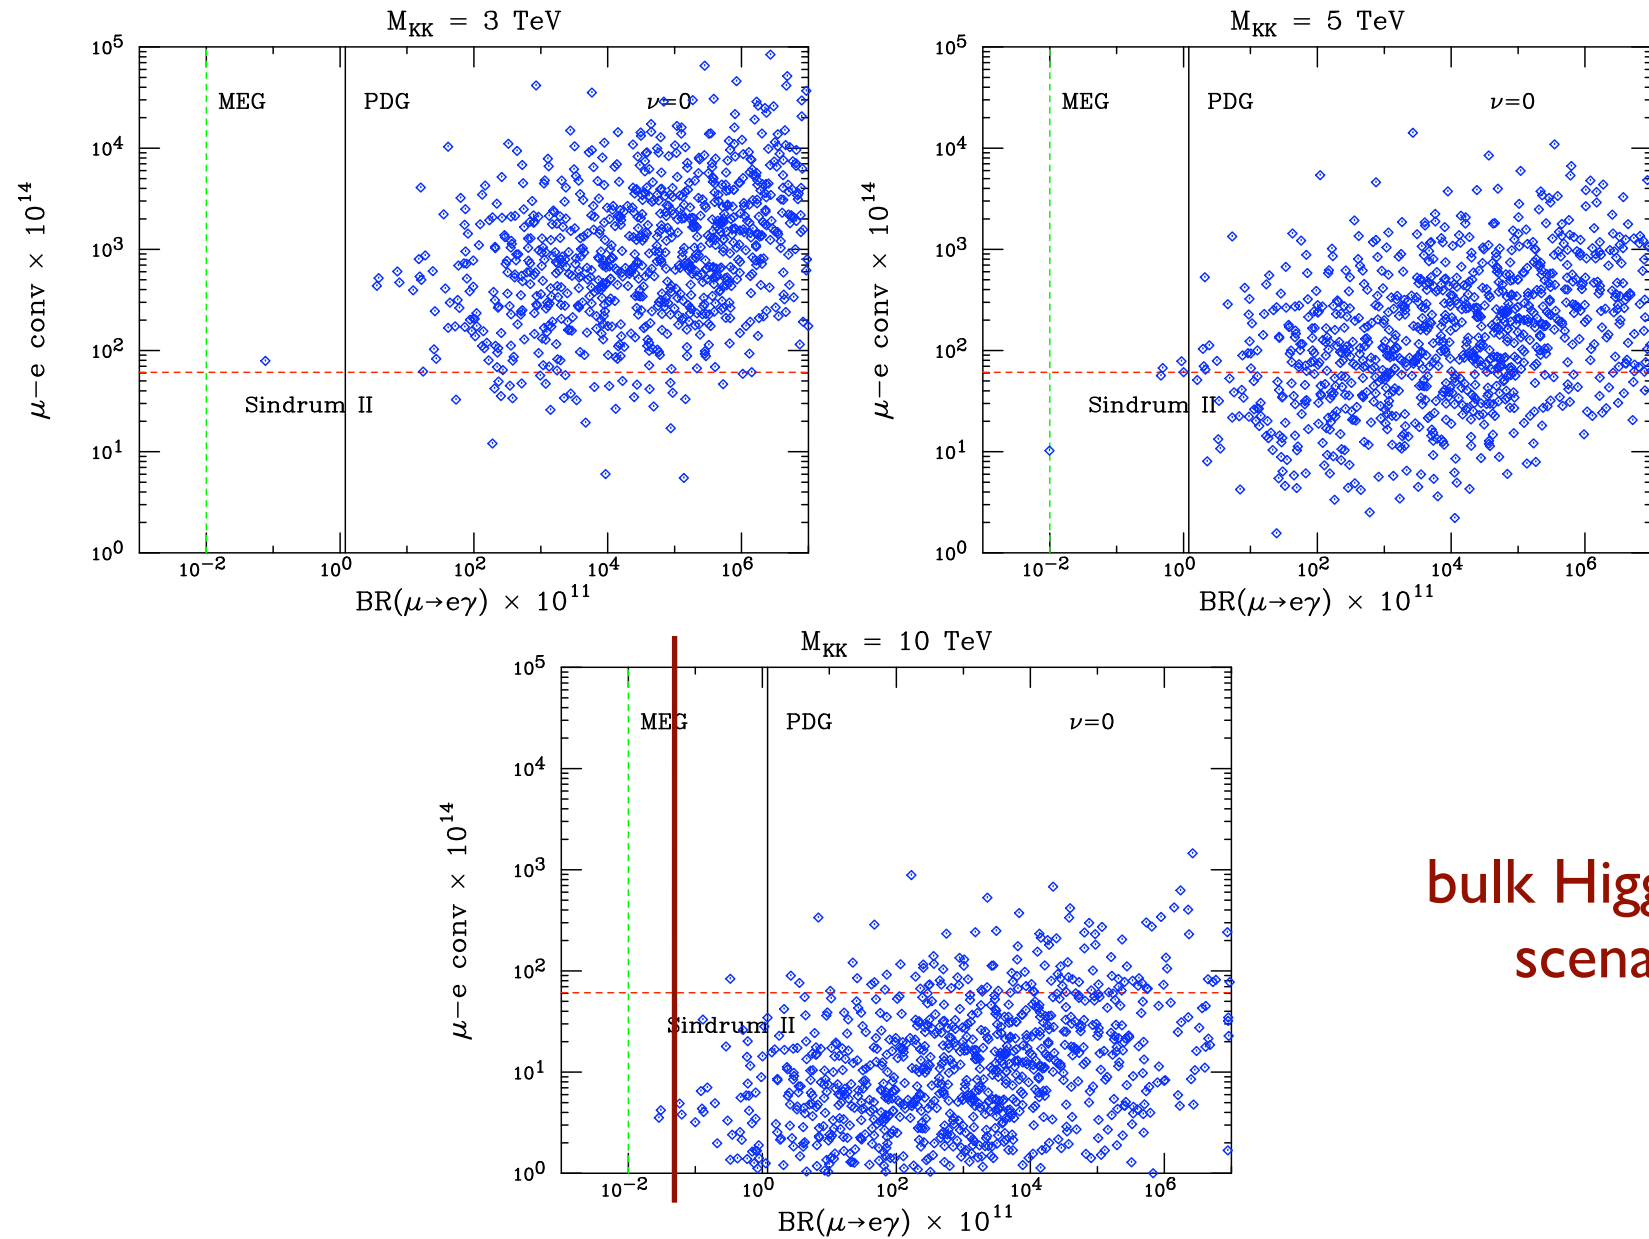 M_KK = 3 TeV
10^5
10^4
10^3
10^2
10^1
10^0
μ−e conv × 10^14
MEG
PDG
ν=0
Sindrum II
10^−2
10^0
10^2
10^4
10^6
BR(μ→eγ) × 10^11
M_KK = 5 TeV
10^5
10^4
10^3
10^2
10^1
10^0
μ−e conv × 10^14
MEG
PDG
ν=0
Sindrum II
10^−2
10^0
10^2
10^4
10^6
BR(μ→eγ) × 10^11
M_KK = 10 TeV
10^5
10^4
10^3
10^2
10^1
10^0
μ−e conv × 10^14
MEG
PDG
ν=0
Sindrum II
10^−2
10^0
10^2
10^4
10^6
BR(μ→eγ) × 10^11
bulk Higg
scena